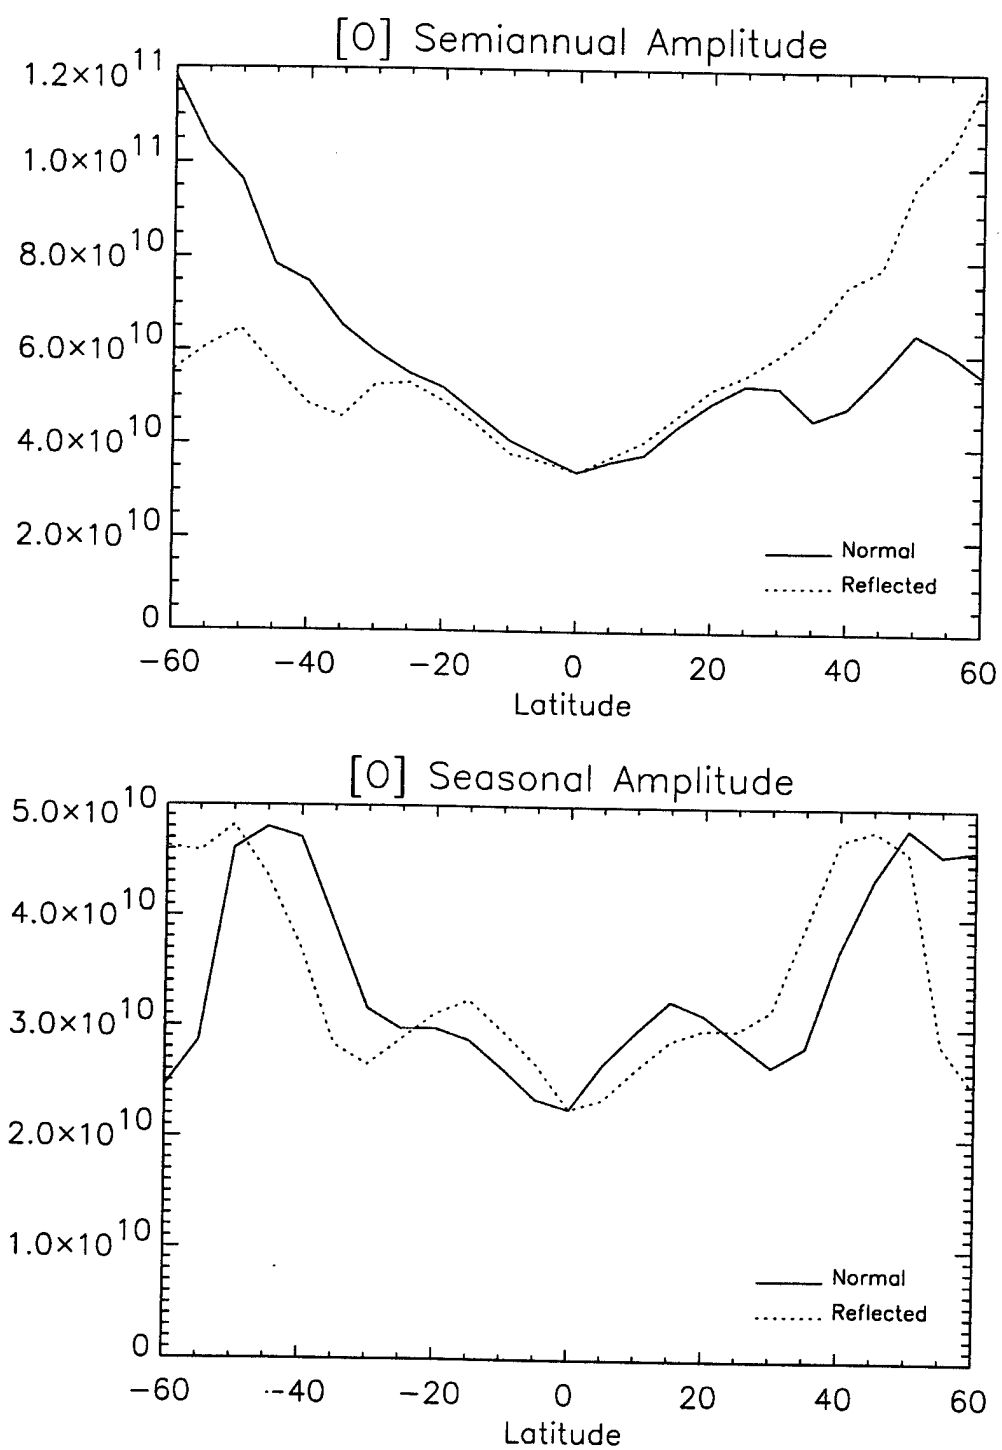 [O] Semiannual Amplitude
1.2×10^11
1.0×10^11
8.0×10^10
6.0×10^10
4.0×10^10
2.0×10^10
0
Normal
Reflected
−60 −40 −20 0 20 40 60
Latitude
[O] Seasonal Amplitude
5.0×10^10
4.0×10^10
3.0×10^10
2.0×10^10
1.0×10^10
0
Normal
Reflected
−60 −40 −20 0 20 40 60
Latitude